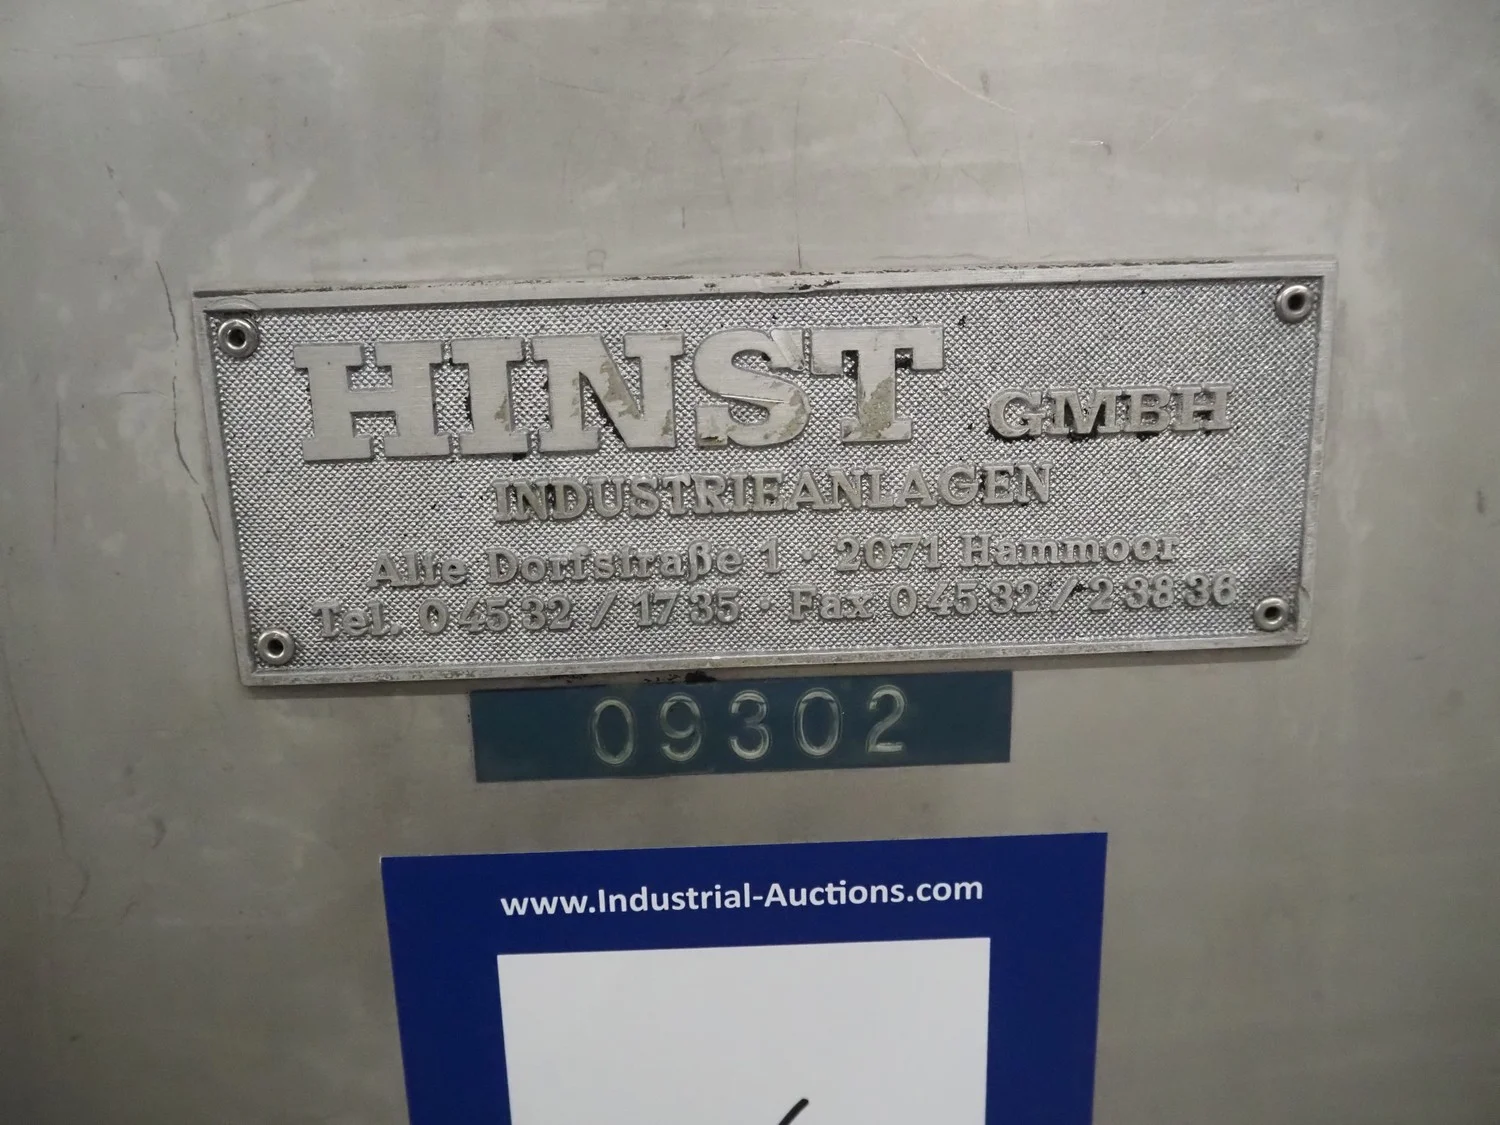 HINST GMBH
INDUSTRIEANLAGEN
Alte Dorfstraße 1 · 2071 Hammoor
Tel. 0 45 32 / 17 35 · Fax 0 45 32 / 2 38 36
09302
www.Industrial-Auctions.com